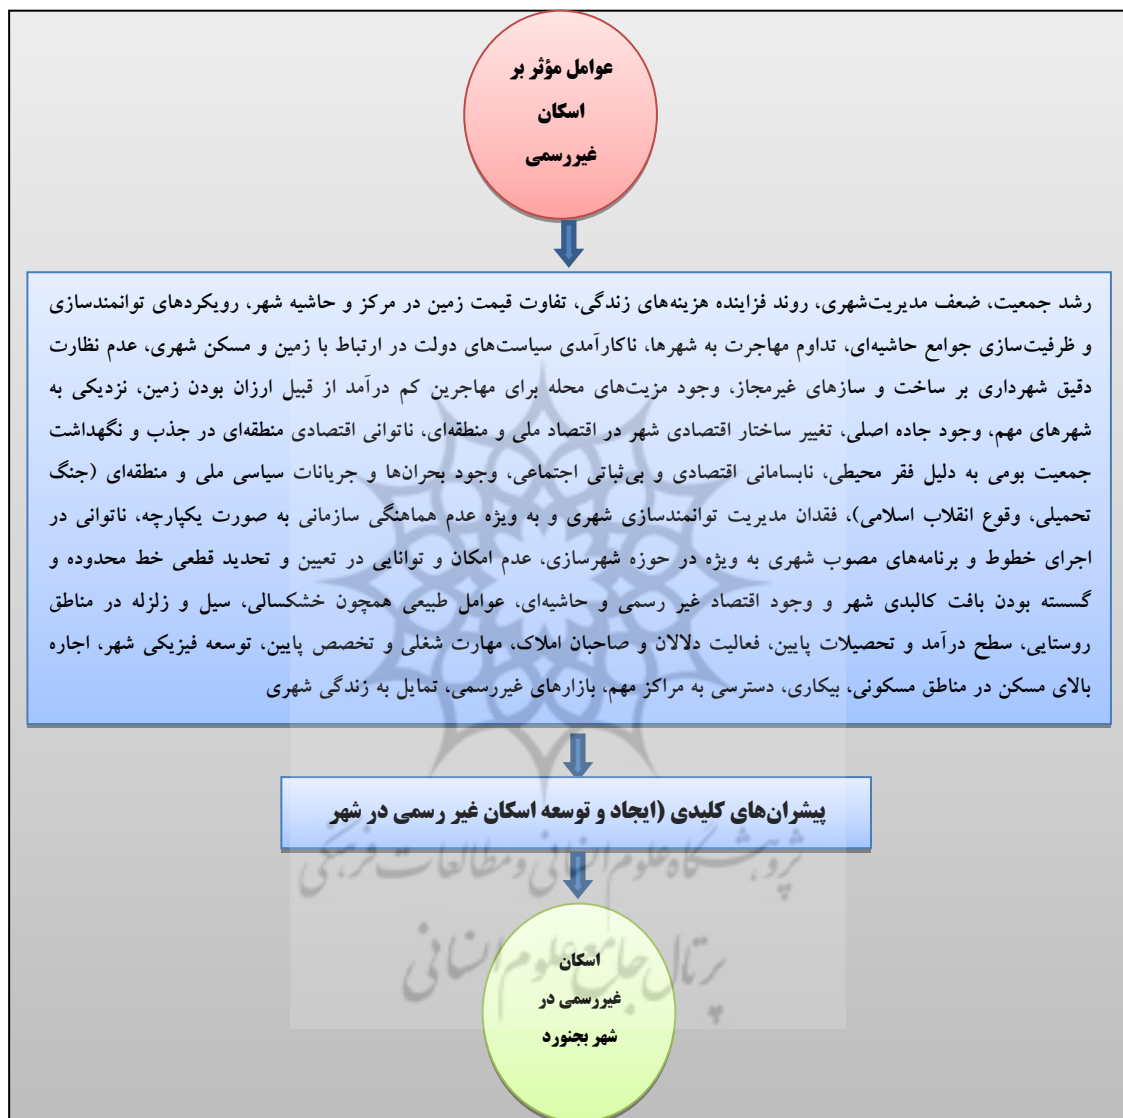 عوامل مؤثر بر
اسکان
غیررسمی
رشد جمعیت، ضعف مدیریت‌شهری، روند فزاینده هزینه‌های زندگی، تفاوت قیمت زمین در مرکز و حاشیه شهر، رویکردهای توانمندسازی
و ظرفیت‌سازی جوامع حاشیه‌ای، تداوم مهاجرت به شهرها، ناکارآمدی سیاست‌های دولت در ارتباط با زمین و مسکن شهری، عدم نظارت
دقیق شهرداری بر ساخت و سازهای غیرمجاز، وجود مزیت‌های محله برای مهاجرین کم درآمد از قبیل ارزان بودن زمین، نزدیکی به
شهرهای مهم، وجود جاده اصلی، تغییر ساختار اقتصادی شهر در اقتصاد ملی و منطقه‌ای، ناتوانی اقتصادی منطقه‌ای در جذب و نگهداشت
جمعیت بومی به دلیل فقر محیطی، نابسامانی اقتصادی و بی‌ثباتی اجتماعی، وجود بحران‌ها و جریانات سیاسی ملی و منطقه‌ای (جنگ
تحمیلی، وقوع انقلاب اسلامی)، فقدان مدیریت توانمندسازی شهری و به ویژه عدم هماهنگی سازمانی به صورت یکپارچه، ناتوانی در
اجرای خطوط و برنامه‌های مصوب شهری به ویژه در حوزه شهرسازی، عدم امکان و توانایی در تعیین و تحدید قطعی خط محدوده و
گسسته بودن بافت کالبدی شهر و وجود اقتصاد غیر رسمی و حاشیه‌ای، عوامل طبیعی همچون خشکسالی، سیل و زلزله در مناطق
روستایی، سطح درآمد و تحصیلات پایین، فعالیت دلالان و صاحبان املاک، مهارت شغلی و تخصص پایین، توسعه فیزیکی شهر، اجاره
بالای مسکن در مناطق مسکونی، بیکاری، دسترسی به مراکز مهم، بازارهای غیررسمی، تمایل به زندگی شهری
پیشران‌های کلیدی (ایجاد و توسعه اسکان غیر رسمی در شهر
پژوهشگاه علوم انسانی و مطالعات فرهنگی
پرتال جامع علوم انسانی
اسکان
غیررسمی در
شهر بجنورد